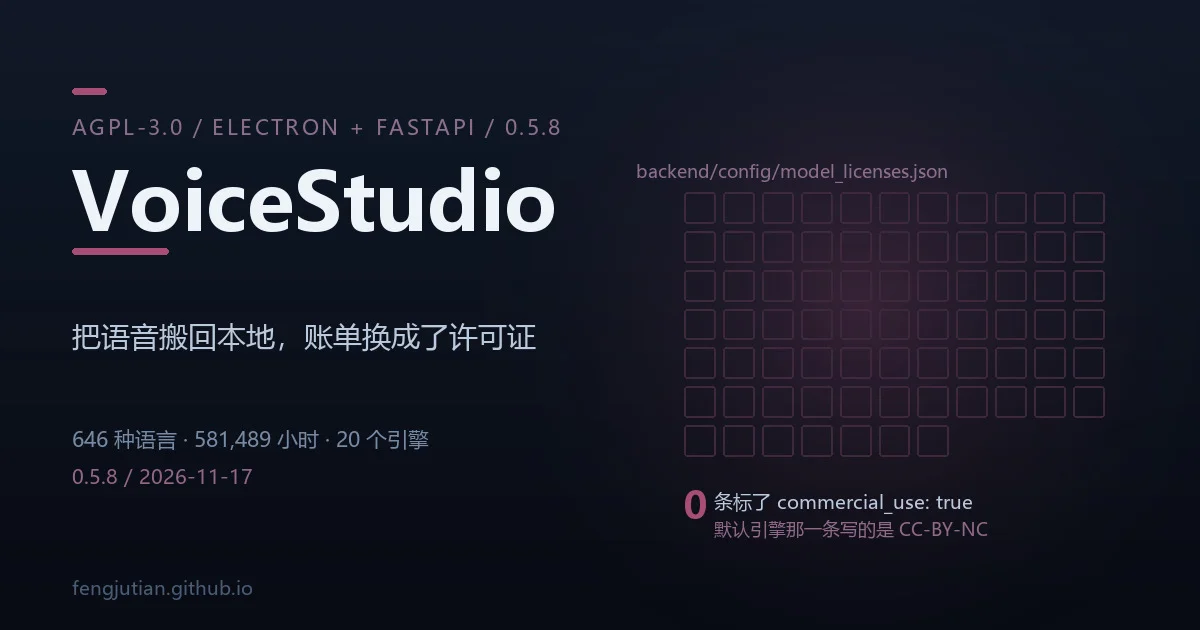 AGPL-3.0 / ELECTRON + FASTAPI / 0.5.8
VoiceStudio
把语音搬回本地，账单换成了许可证
646 种语言 · 581,489 小时 · 20 个引擎
0.5.8 / 2026-11-17
fengjutian.github.io
backend/config/model_licenses.json
0 条标了 commercial_use: true
默认引擎那一条写的是 CC-BY-NC